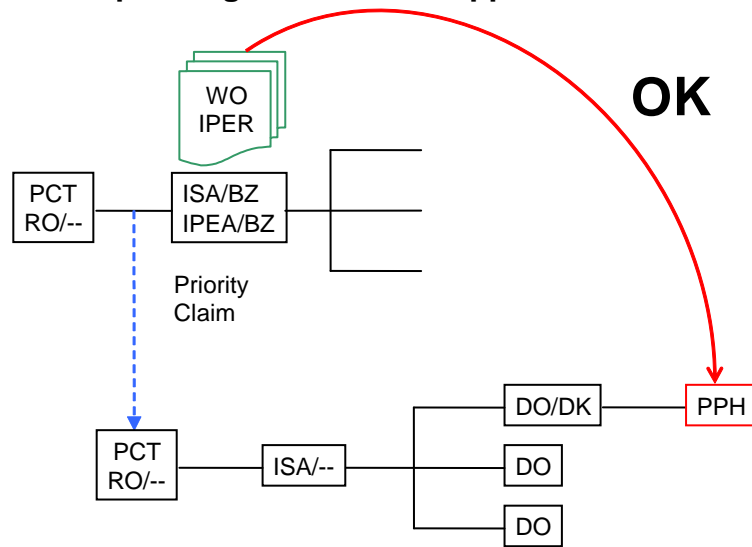 OK
WO
IPER
PCT
RO/--
ISA/BZ
IPEA/BZ
Priority
Claim
DO/DK
PPH
PCT
RO/--
ISA/--
DO
DO